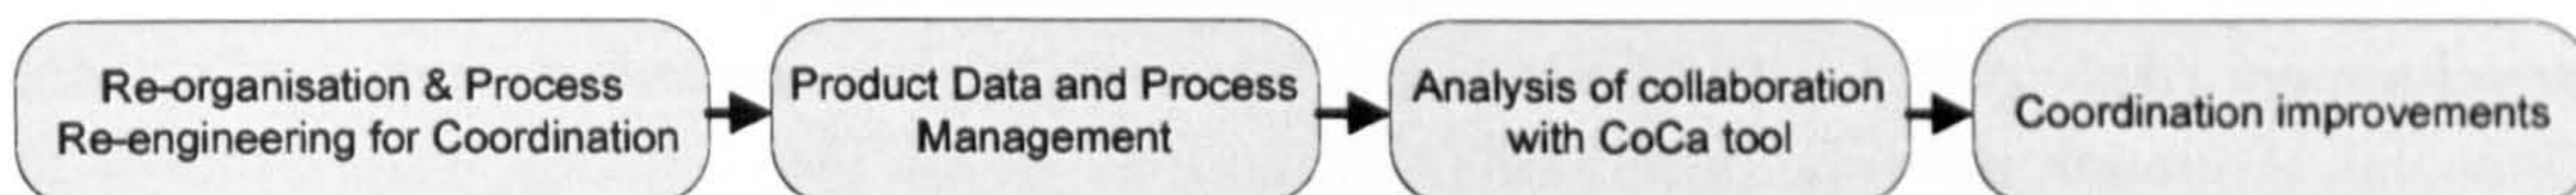 Re-organisation & Process
Re-engineering for Coordination
Product Data and Process
Management
Analysis of collaboration
with CoCa tool
Coordination improvements